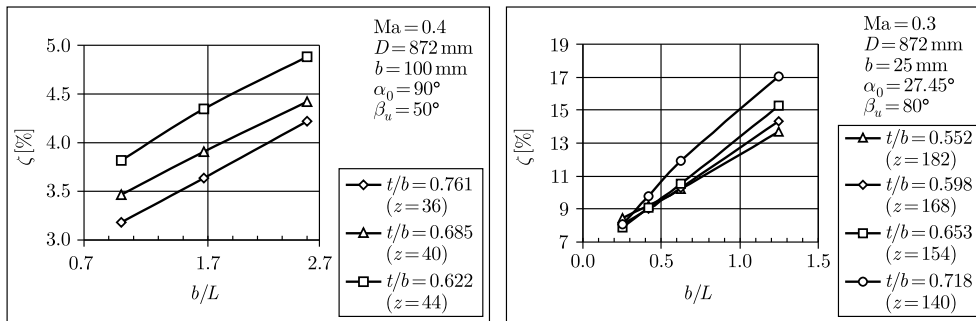 5.0
4.5
4.0
3.5
3.0
ζ [%]
0.7
1.7
2.7
b/L
Ma = 0.4
D = 872 mm
b = 100 mm
α₀ = 90°
βᵤ = 50°
t/b = 0.761
(z = 36)
t/b = 0.685
(z = 40)
t/b = 0.622
(z = 44)
19
17
15
13
11
9
7
ζ [%]
0.0
0.5
1.0
1.5
b/L
Ma = 0.3
D = 872 mm
b = 25 mm
α₀ = 27.45°
βᵤ = 80°
t/b = 0.552
(z = 182)
t/b = 0.598
(z = 168)
t/b = 0.653
(z = 154)
t/b = 0.718
(z = 140)